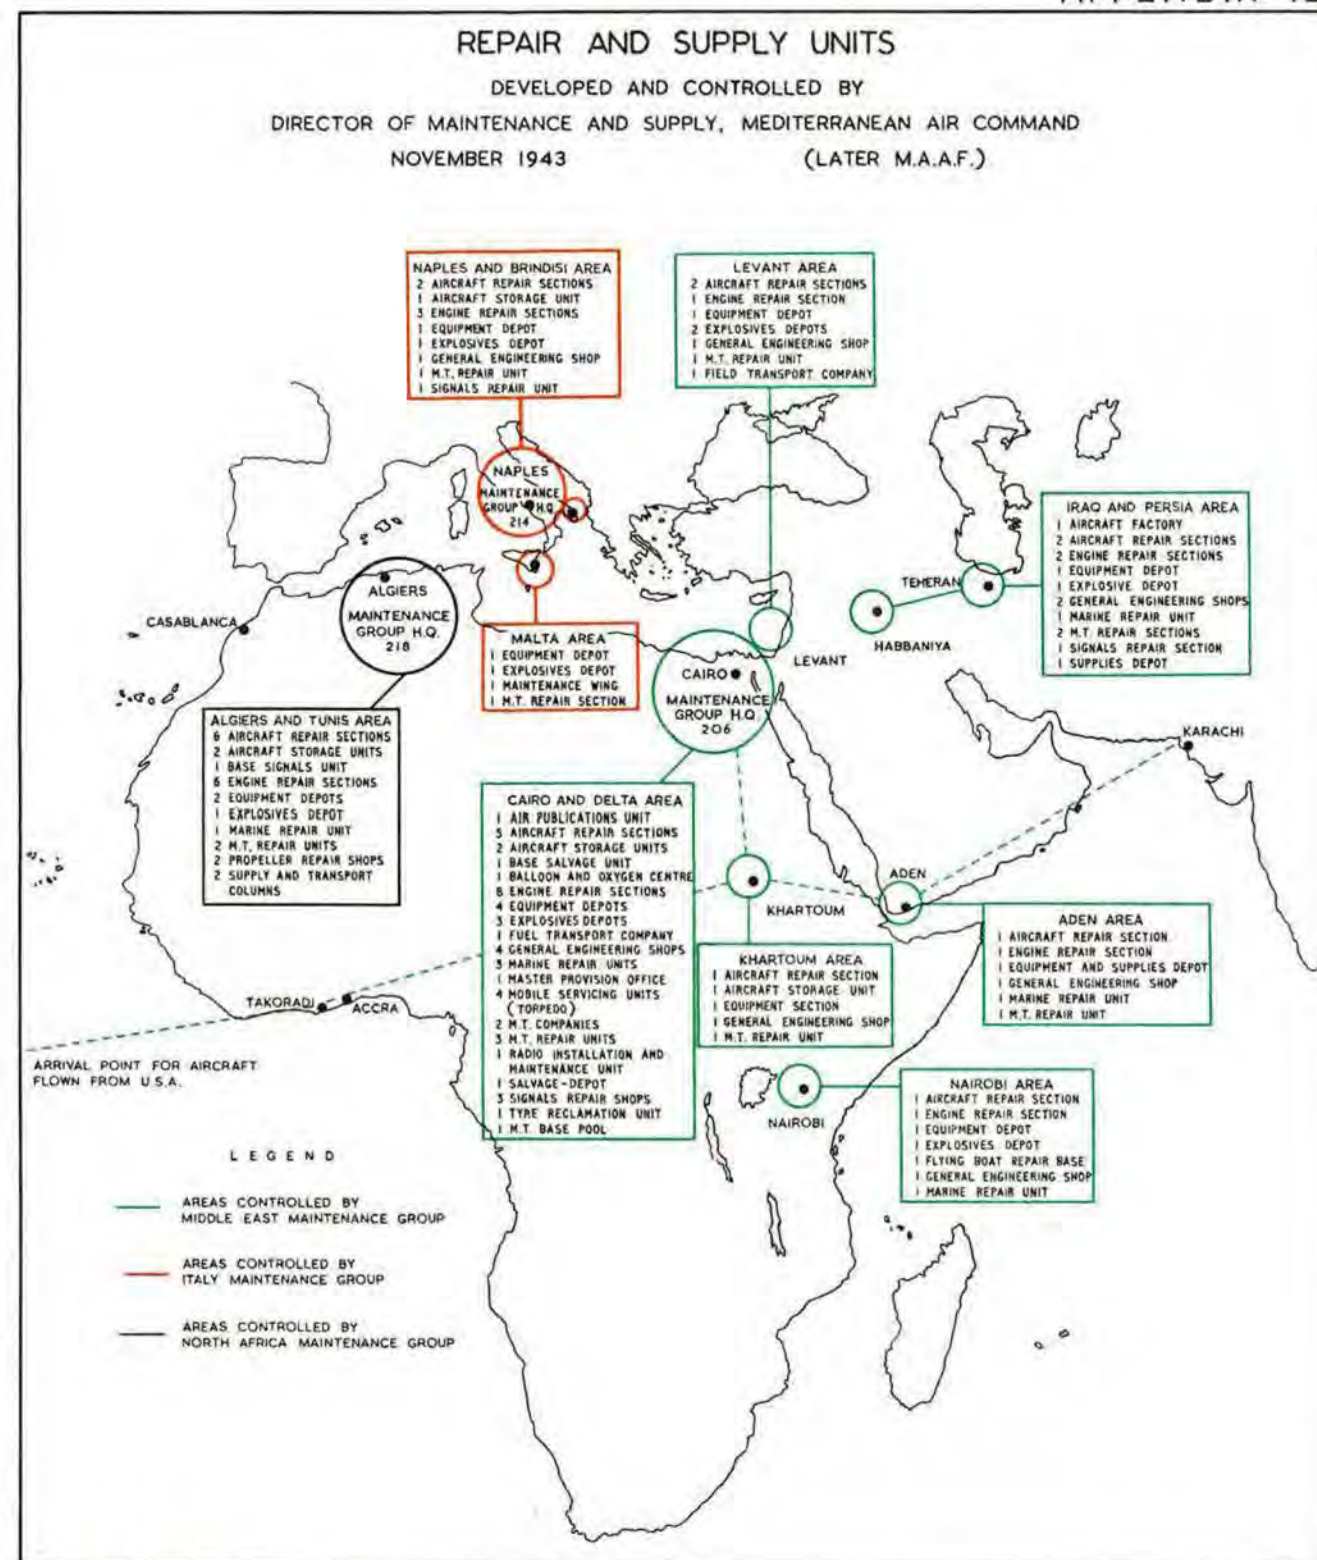 REPAIR AND SUPPLY UNITS
DEVELOPED AND CONTROLLED BY
DIRECTOR OF MAINTENANCE AND SUPPLY, MEDITERRANEAN AIR COMMAND
NOVEMBER 1943 (LATER M.A.A.F.)
NAPLES AND BRINDISI AREA
2 AIRCRAFT REPAIR SECTIONS
1 AIRCRAFT STORAGE UNIT
3 ENGINE REPAIR SECTIONS
1 EQUIPMENT DEPOT
1 EXPLOSIVES DEPOT
1 GENERAL ENGINEERING SHOP
1 M.T. REPAIR UNIT
1 SIGNALS REPAIR UNIT
LEVANT AREA
2 AIRCRAFT REPAIR SECTIONS
1 ENGINE REPAIR SECTION
1 EQUIPMENT DEPOT
2 EXPLOSIVES DEPOTS
1 GENERAL ENGINEERING SHOP
1 M.T. REPAIR UNIT
1 FIELD TRANSPORT COMPANY
NAPLES
MAINTENANCE
GROUP H.Q.
214
IRAQ AND PERSIA AREA
1 AIRCRAFT FACTORY
2 AIRCRAFT REPAIR SECTIONS
2 ENGINE REPAIR SECTIONS
1 EQUIPMENT DEPOT
1 EXPLOSIVE DEPOT
2 GENERAL ENGINEERING SHOPS
1 MARINE REPAIR UNIT
2 M.T. REPAIR SECTIONS
1 SIGNALS REPAIR SECTION
1 SUPPLIES DEPOT
TEHERAN
HABBANIYA
ALGIERS
MAINTENANCE
GROUP H.Q.
218
CASABLANCA
MALTA AREA
1 EQUIPMENT DEPOT
1 EXPLOSIVES DEPOT
1 MAINTENANCE WING
1 M.T. REPAIR SECTION
LEVANT
CAIRO
MAINTENANCE
GROUP H.Q.
206
ALGIERS AND TUNIS AREA
6 AIRCRAFT REPAIR SECTIONS
2 AIRCRAFT STORAGE UNITS
1 BASE SIGNALS UNIT
6 ENGINE REPAIR SECTIONS
2 EQUIPMENT DEPOTS
1 EXPLOSIVES DEPOT
1 MARINE REPAIR UNIT
2 M.T. REPAIR UNITS
2 PROPELLER REPAIR SHOPS
2 SUPPLY AND TRANSPORT
COLUMNS
KARACHI
CAIRO AND DELTA AREA
1 AIR PUBLICATIONS UNIT
5 AIRCRAFT REPAIR SECTIONS
2 AIRCRAFT STORAGE UNITS
1 BASE SALVAGE UNIT
1 BALLOON AND OXYGEN CENTRE
8 ENGINE REPAIR SECTIONS
4 EQUIPMENT DEPOTS
3 EXPLOSIVES DEPOTS
1 FUEL TRANSPORT COMPANY
4 GENERAL ENGINEERING SHOPS
3 MARINE REPAIR UNITS
1 MASTER PROVISION OFFICE
4 MOBILE SERVICING UNITS
(TORPEDO)
2 M.T. COMPANIES
3 M.T. REPAIR UNITS
1 RADIO INSTALLATION AND
MAINTENANCE UNIT
1 SALVAGE-DEPOT
3 SIGNALS REPAIR SHOPS
1 TYRE RECLAMATION UNIT
1 M.T. BASE POOL
KHARTOUM
ADEN
KHARTOUM AREA
1 AIRCRAFT REPAIR SECTION
1 AIRCRAFT STORAGE UNIT
1 EQUIPMENT SECTION
1 GENERAL ENGINEERING SHOP
1 M.T. REPAIR UNIT
ADEN AREA
1 AIRCRAFT REPAIR SECTION
1 ENGINE REPAIR SECTION
1 EQUIPMENT AND SUPPLIES DEPOT
1 GENERAL ENGINEERING SHOP
1 MARINE REPAIR UNIT
1 M.T. REPAIR UNIT
TAKORADI
ACCRA
ARRIVAL POINT FOR AIRCRAFT
FLOWN FROM U.S.A.
NAIROBI
NAIROBI AREA
1 AIRCRAFT REPAIR SECTION
1 ENGINE REPAIR SECTION
1 EQUIPMENT DEPOT
1 EXPLOSIVES DEPOT
1 FLYING BOAT REPAIR BASE
1 GENERAL ENGINEERING SHOP
1 MARINE REPAIR UNIT
LEGEND
AREAS CONTROLLED BY
MIDDLE EAST MAINTENANCE GROUP
AREAS CONTROLLED BY
ITALY MAINTENANCE GROUP
AREAS CONTROLLED BY
NORTH AFRICA MAINTENANCE GROUP